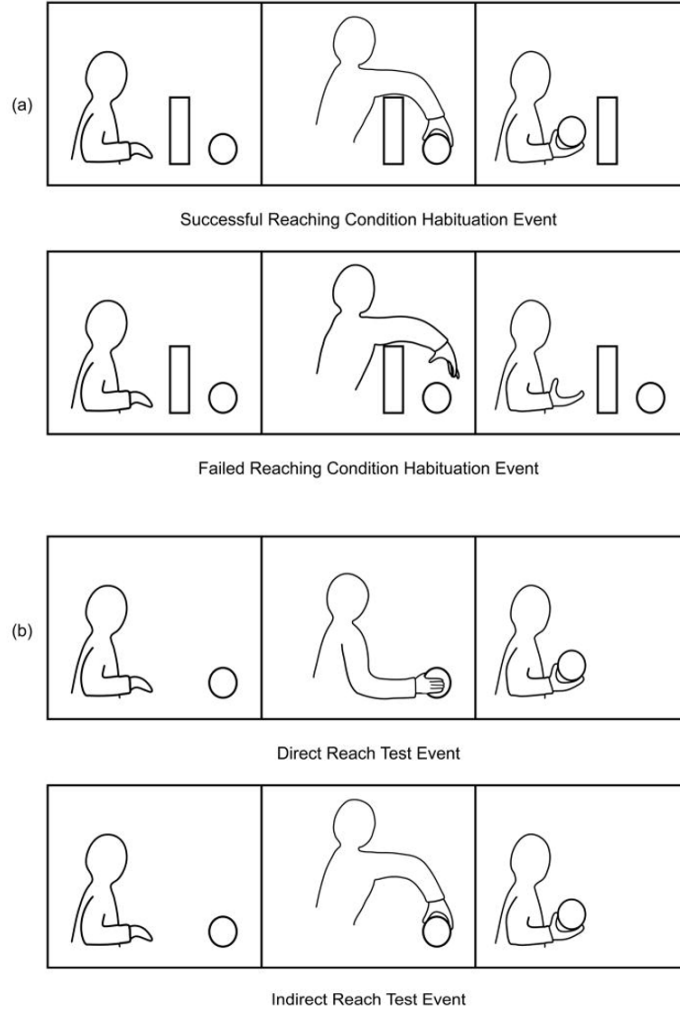 (a)
Successful Reaching Condition Habituation Event
Failed Reaching Condition Habituation Event
(b)
Direct Reach Test Event
Indirect Reach Test Event